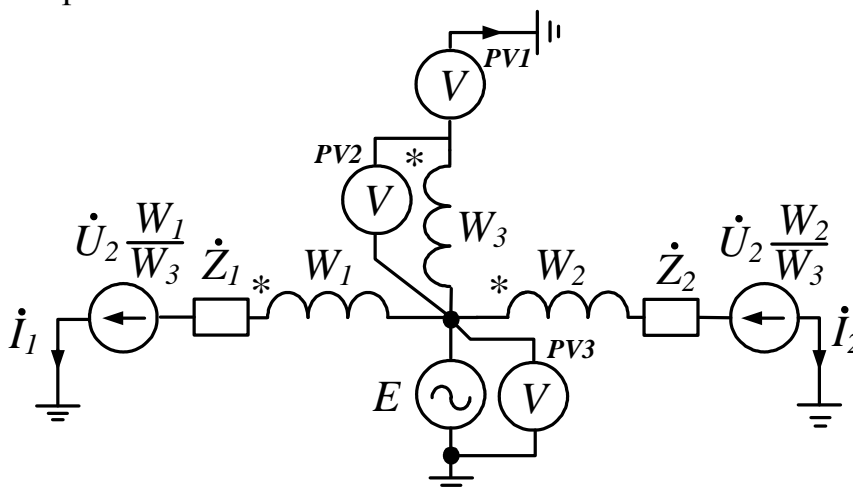 PV1
V
PV2
*
V
W3
U̇2 W1/W3
Ż1
*
W1
*
W2
Ż2
U̇2 W2/W3
İ1
PV3
İ2
E
V